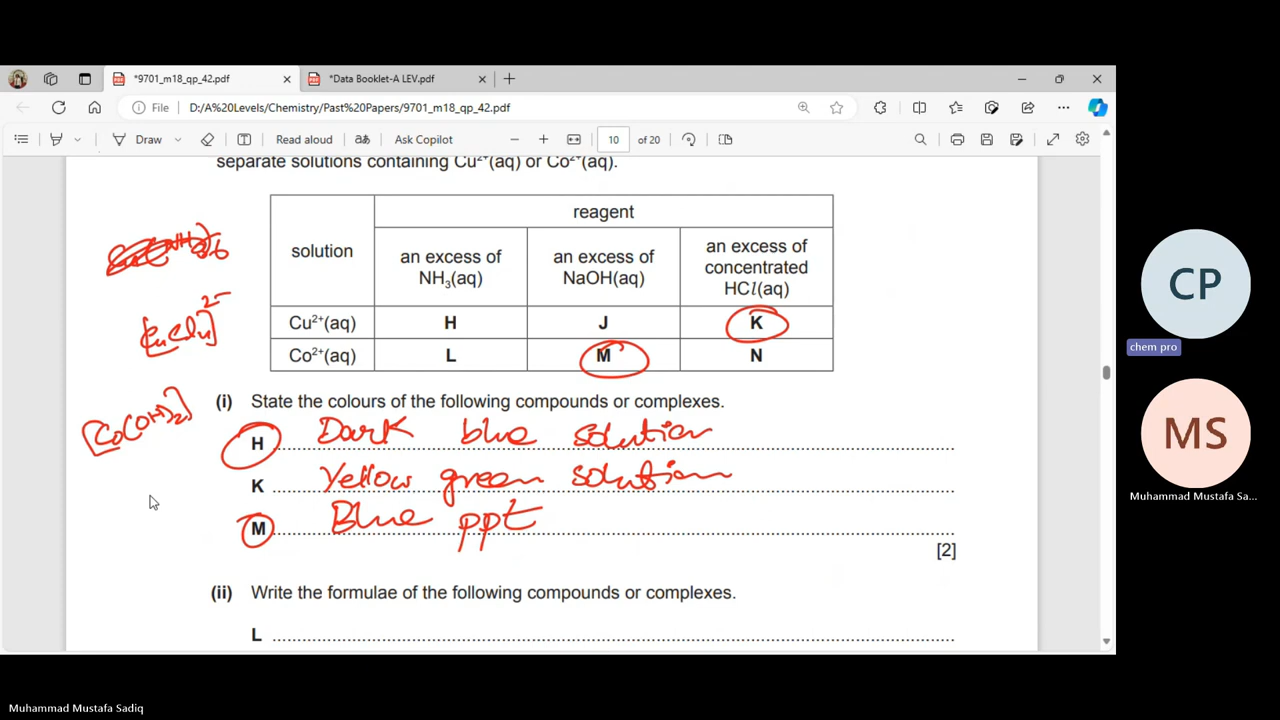 *9701_m18_qp_42.pdf
*Data Booklet-A LEV.pdf
File
D:/A%20Levels/Chemistry/Past%20Papers/9701_m18_qp_42.pdf
Draw
Read aloud
Ask Copilot
10
of 20
separate solutions containing Cu²⁺(aq) or Co²⁺(aq).
solution
reagent
an excess of NH₃(aq)
an excess of NaOH(aq)
an excess of concentrated HCl(aq)
Cu²⁺(aq) H J K
Co²⁺(aq) L M N
[CuCl₄]²⁻
[Co(OH)₂]
(i) State the colours of the following compounds or complexes.
H Dark blue solution
K Yellow green solution
M Blue ppt
[2]
(ii) Write the formulae of the following compounds or complexes.
L
CP
chem pro
MS
Muhammad Mustafa Sa...
Muhammad Mustafa Sadiq